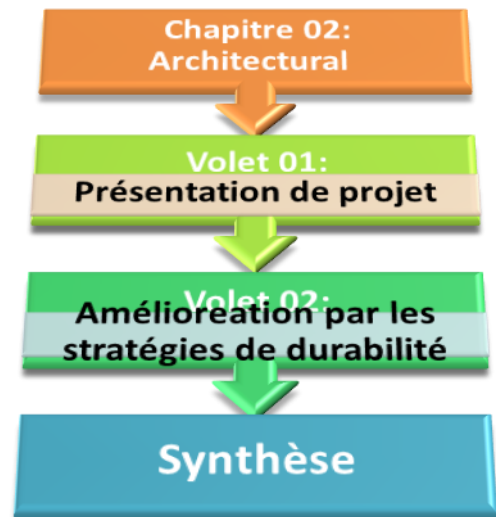 Chapitre 02:
Architectural
Volet 01:
Présentation de projet
Volet 02:
Amélioreation par les
stratégies de durabilité
Synthèse